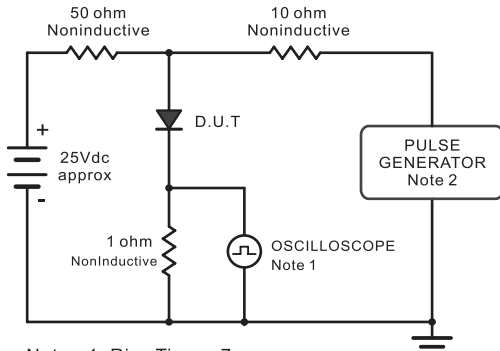 50 ohm
Noninductive
10 ohm
Noninductive
D.U.T
+
25Vdc
approx
-
PULSE
GENERATOR
Note 2
1 ohm
NonInductive
OSCILLOSCOPE
Note 1